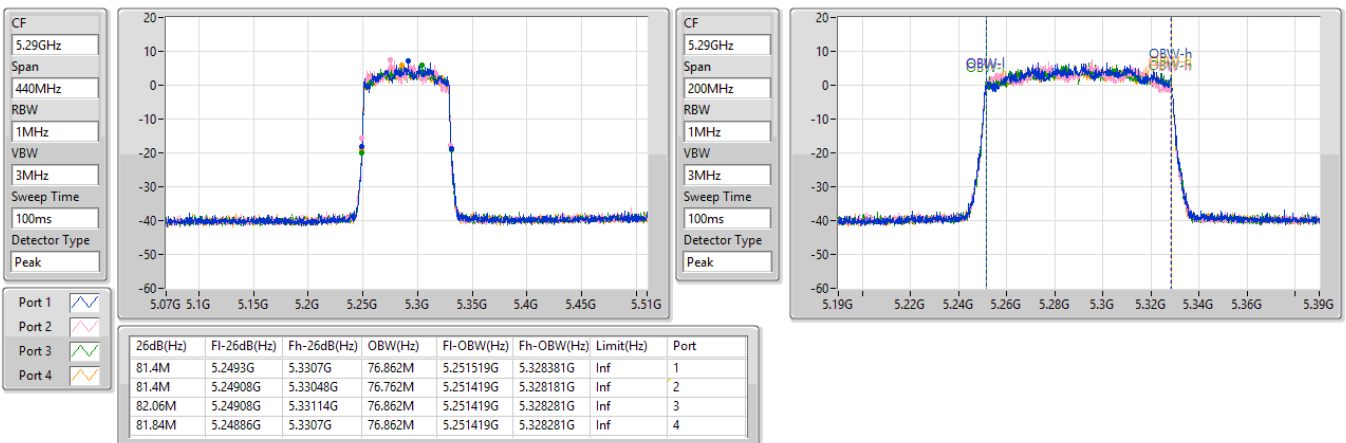 CF
5.29GHz
Span
440MHz
RBW
1MHz
VBW
3MHz
Sweep Time
100ms
Detector Type
Peak
20
10
0
-10
-20
-30
-40
-50
-60
5.07G 5.1G 5.15G 5.2G 5.25G 5.3G 5.35G 5.4G 5.45G 5.51G
CF
5.29GHz
Span
200MHz
RBW
1MHz
VBW
3MHz
Sweep Time
100ms
Detector Type
Peak
20
10
0
-10
-20
-30
-40
-50
-60
OBW-l
OBW-h
OBW-h
5.19G 5.22G 5.24G 5.26G 5.28G 5.3G 5.32G 5.34G 5.36G 5.39G
Port 1
Port 2
Port 3
Port 4
26dB(Hz) Fl-26dB(Hz) Fh-26dB(Hz) OBW(Hz) Fl-OBW(Hz) Fh-OBW(Hz) Limit(Hz) Port
81.4M 5.2493G 5.3307G 76.862M 5.251519G 5.328381G Inf 1
81.4M 5.24908G 5.33048G 76.762M 5.251419G 5.328181G Inf 2
82.06M 5.24908G 5.33114G 76.862M 5.251419G 5.328281G Inf 3
81.84M 5.24886G 5.3307G 76.862M 5.251419G 5.328281G Inf 4